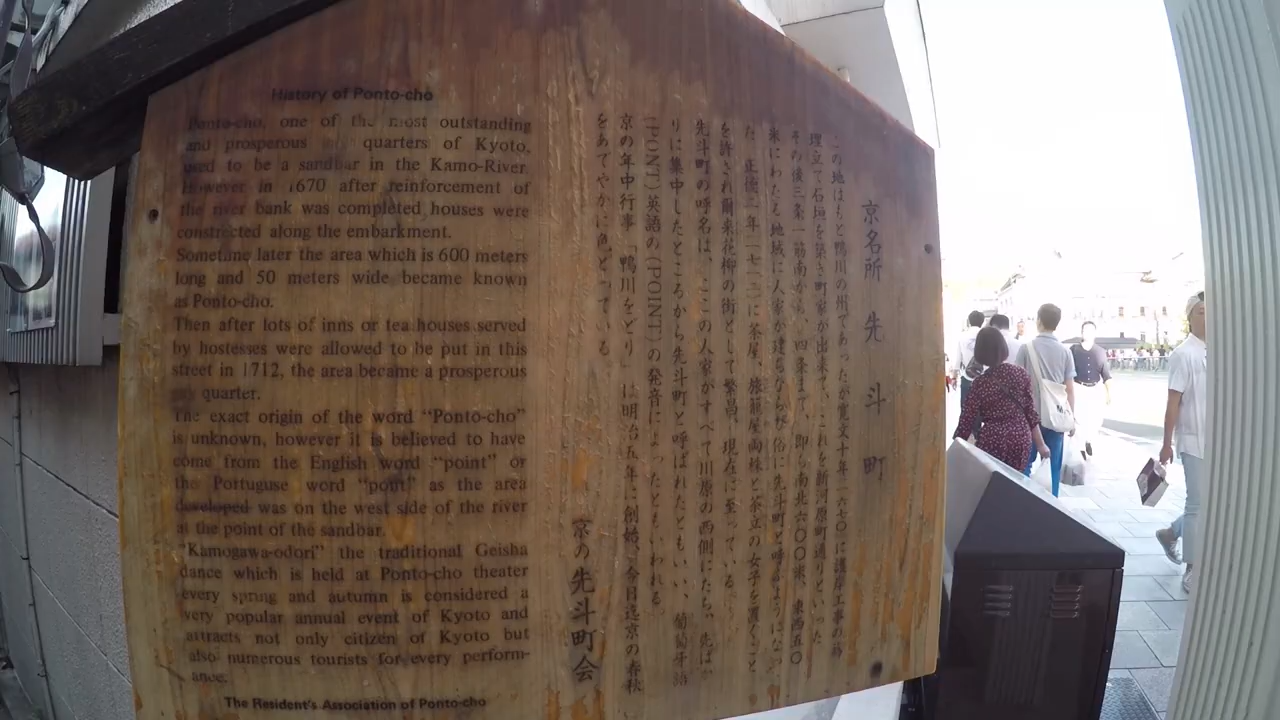 History of Ponto-cho
Ponto-cho, one of the most outstanding
and prosperous quarters of Kyoto,
used to be a sandbar in the Kamo-River.
However in 1670 after reinforcement of
the river bank was completed houses were
constrected along the embarkment.
Sometime later the area which is 600 meters
long and 50 meters wide became known
as Ponto-cho.
Then after lots of inns or tea houses served
by hostesses were allowed to be put in this
street in 1712, the area became a prosperous
quarter.
The exact origin of the word “Ponto-cho”
is unknown, however it is believed to have
come from the English word “point” or
the Portuguse word “pont” as the area
developed was on the west side of the river
at the point of the sandbar.
“Kamogawa-odori” the traditional Geisha
dance which is held at Ponto-cho theater
every spring and autumn is considered a
very popular annual event of Kyoto and
attracts not only citizen of Kyoto but
also numerous tourists for every perform-
ance.
The Resident's Association of Ponto-cho
京名所 先斗町
この地はもと鴨川の州であったが寛文十年(一六七〇)に護岸工事の為
埋立て石垣を築き町家が出来て、これを新河原町通りといった
その後三条一筋南から、四条まで、即ち南北六〇〇米、東西五〇
米にわたる地域に人家が建ちならび俗に先斗町と呼ぶようになっ
た 正徳二年(一七一二)に茶屋、旅籠屋両株と茶立の女子を置くこと
を許され爾来花柳の街として繁昌、現在に至っている。
先斗町の呼名は、ここの人家がすべて川原の西側にたち、先ばか
りに集中したところから先斗町と呼ばれたともいい、葡萄牙語
(PONT)英語の(POINT)の発音によったともいわれる
京の年中行事 「鴨川をどり」は明治五年に創始、今日迄京の春秋
をあでやかに色どっている
京の先斗町会